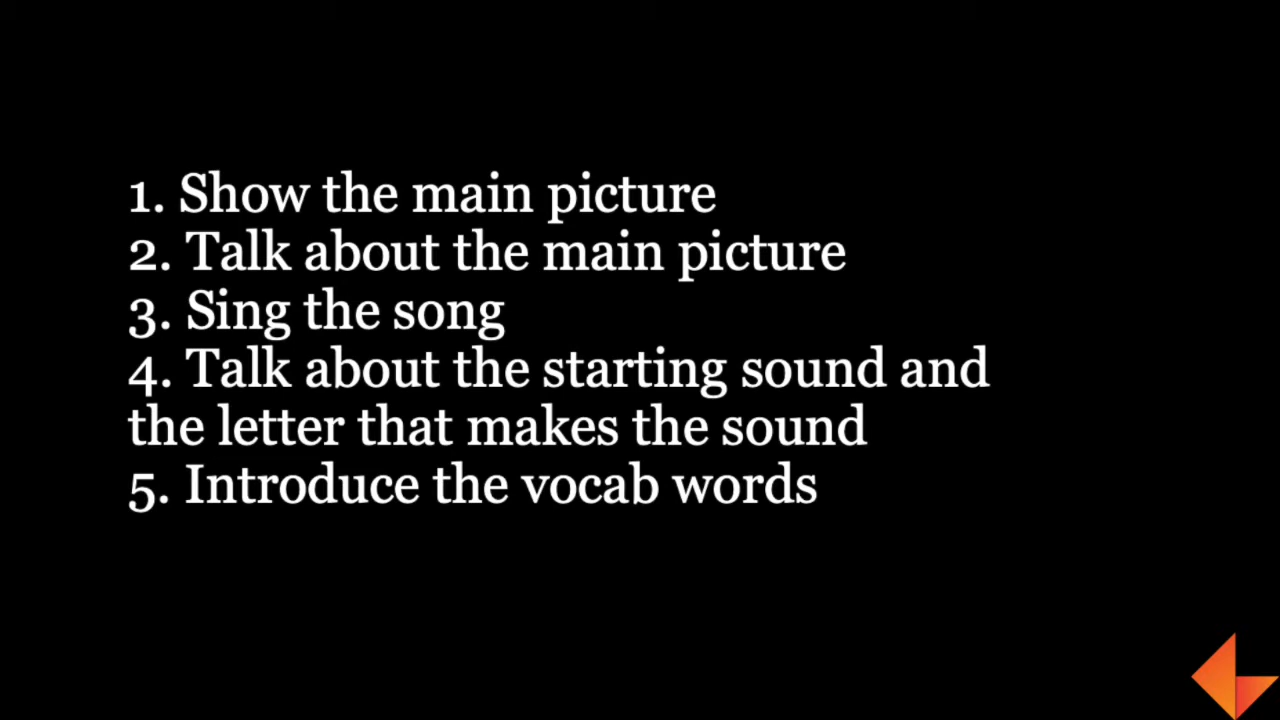 1. Show the main picture
2. Talk about the main picture
3. Sing the song
4. Talk about the starting sound and
the letter that makes the sound
5. Introduce the vocab words